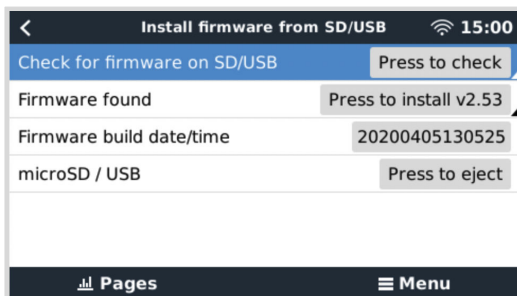 Install firmware from SD/USB 15:00
Check for firmware on SD/USB Press to check
Firmware found Press to install v2.53
Firmware build date/time 20200405130525
microSD / USB Press to eject
Pages Menu